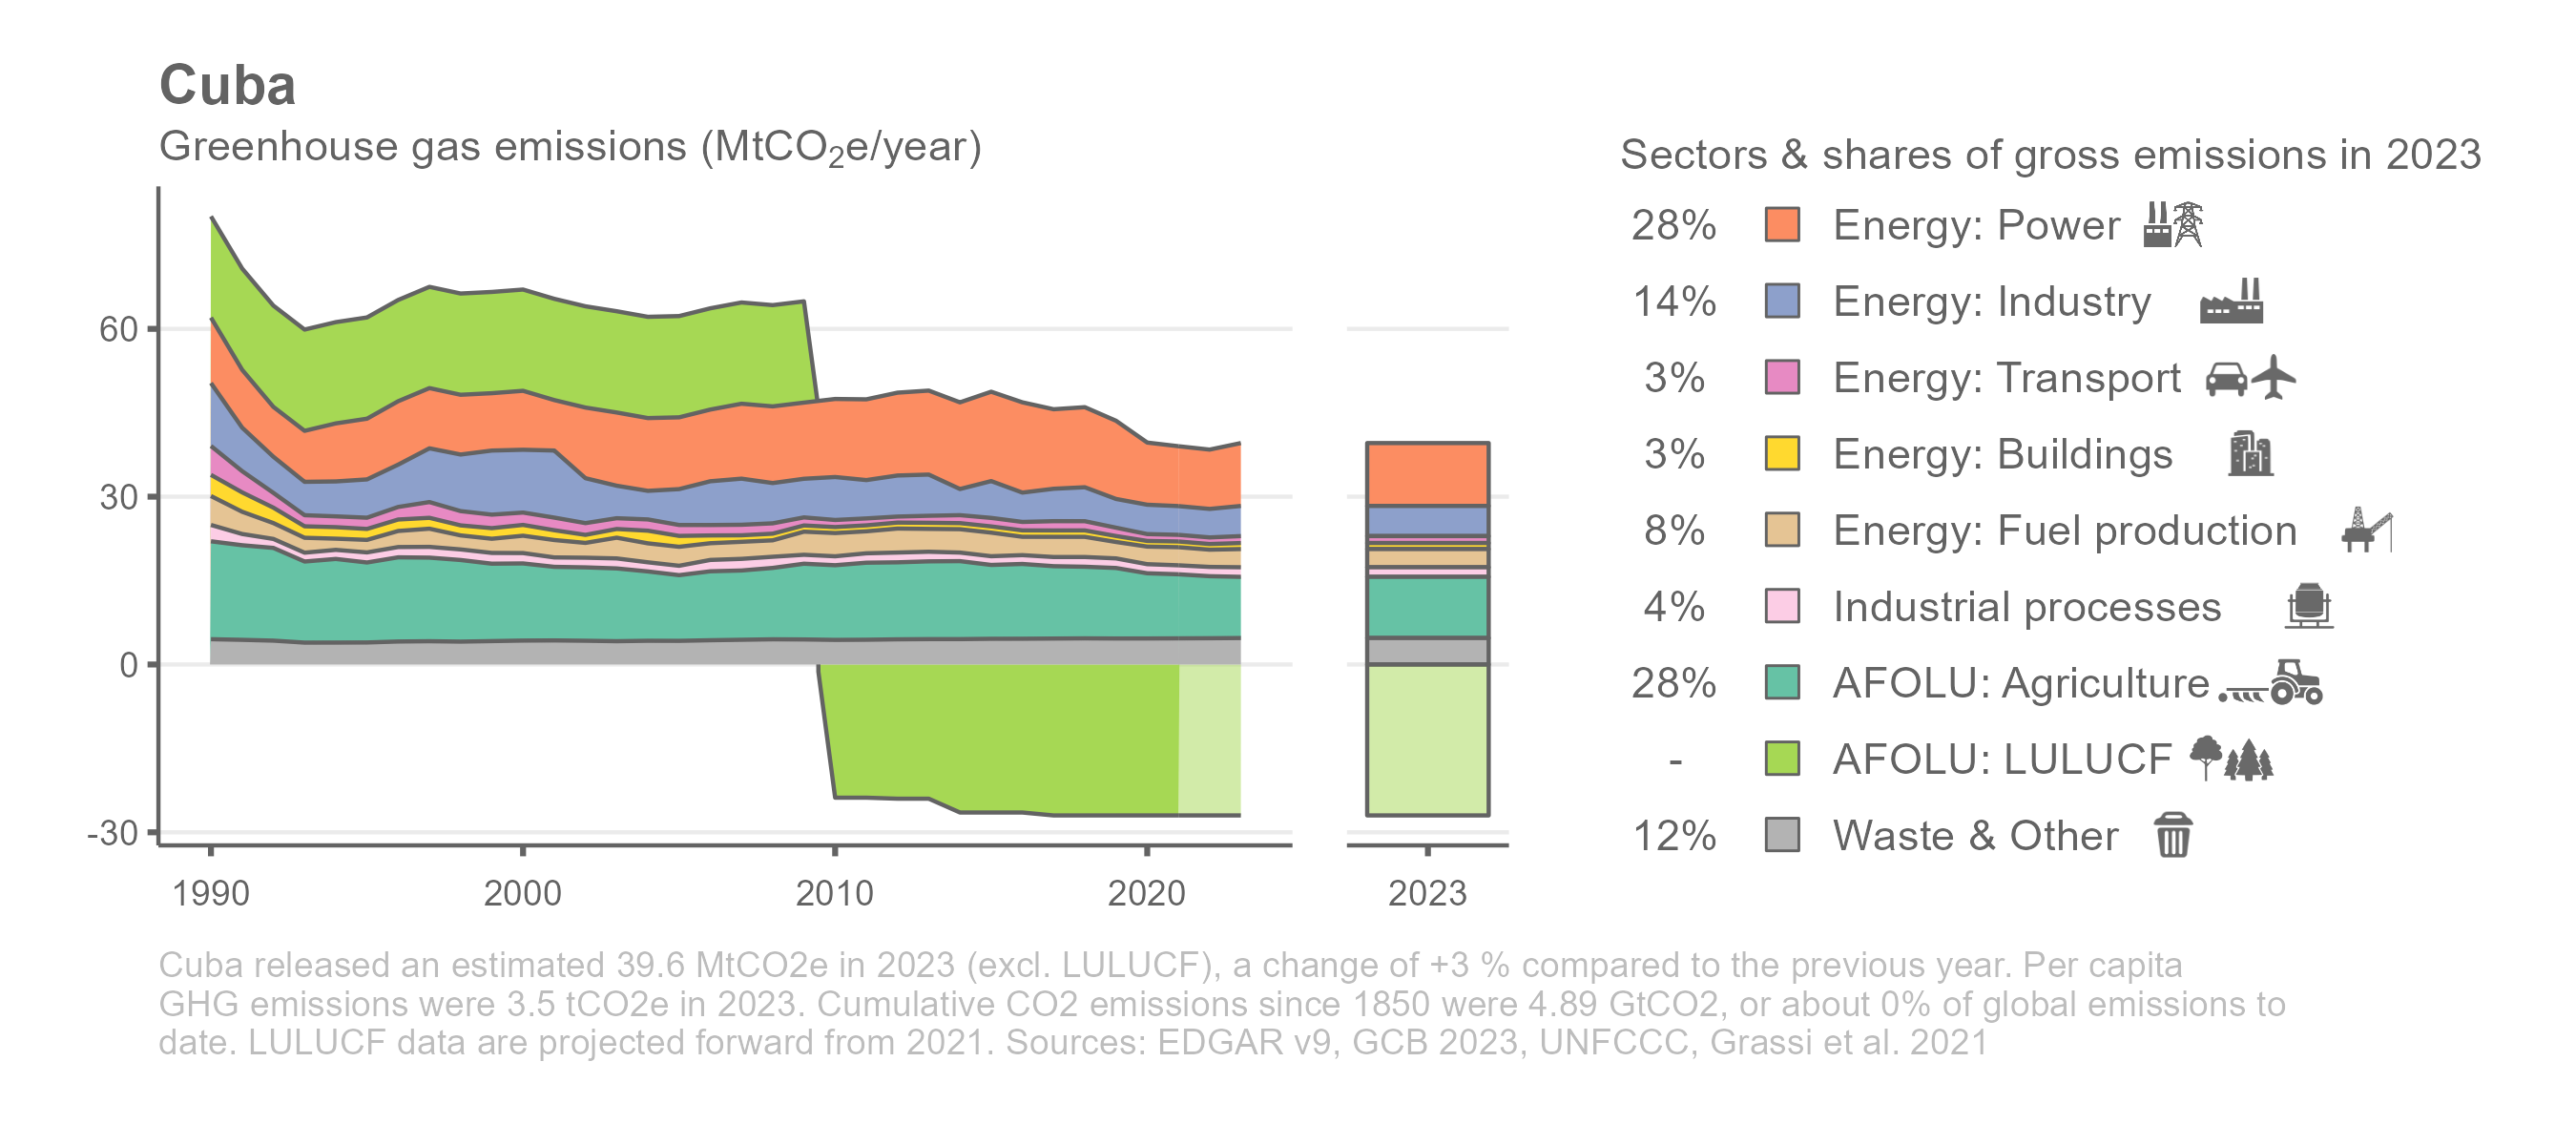 Cuba
Greenhouse gas emissions (MtCO₂e/year)
60
30
0
-30
1990 2000 2010 2020 2023
Sectors & shares of gross emissions in 2023
28% Energy: Power
14% Energy: Industry
3% Energy: Transport
3% Energy: Buildings
8% Energy: Fuel production
4% Industrial processes
28% AFOLU: Agriculture
- AFOLU: LULUCF
12% Waste & Other
Cuba released an estimated 39.6 MtCO2e in 2023 (excl. LULUCF), a change of +3 % compared to the previous year. Per capita
GHG emissions were 3.5 tCO2e in 2023. Cumulative CO2 emissions since 1850 were 4.89 GtCO2, or about 0% of global emissions to
date. LULUCF data are projected forward from 2021. Sources: EDGAR v9, GCB 2023, UNFCCC, Grassi et al. 2021